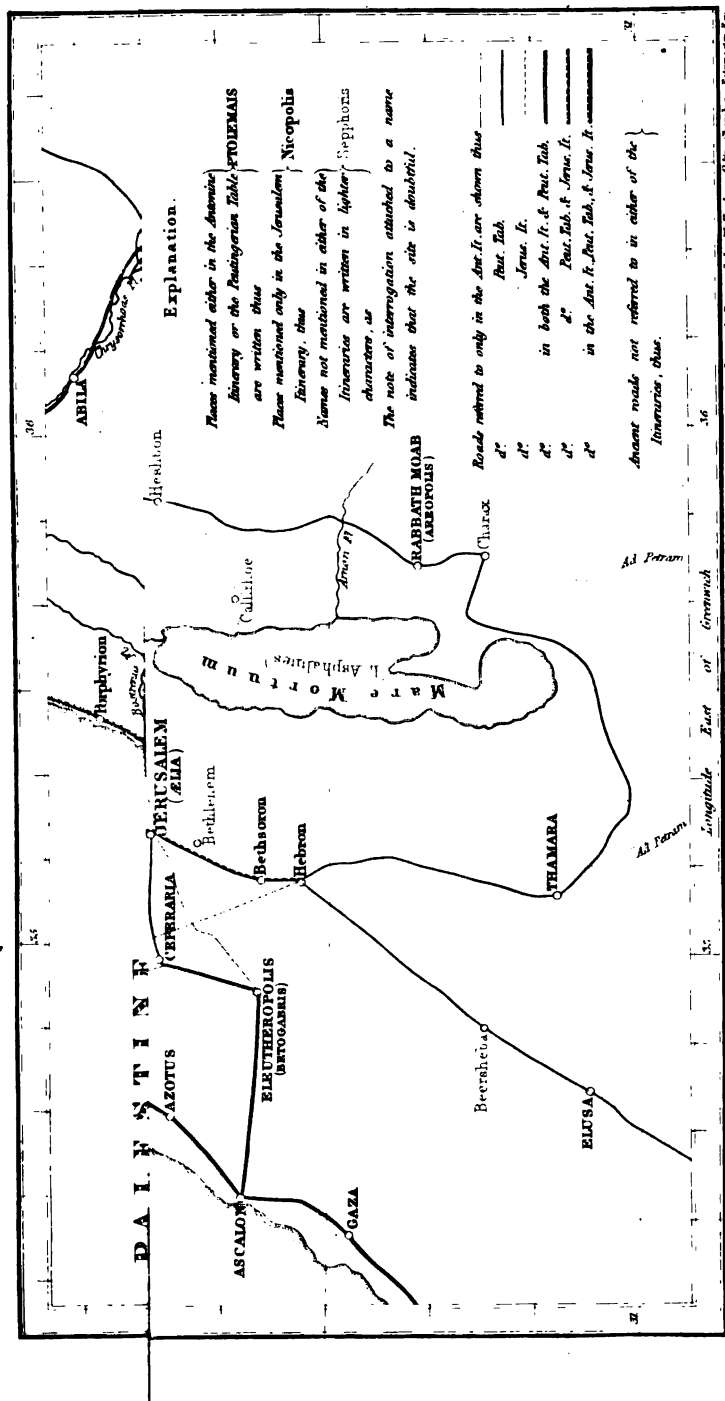 PALESTINE
36
ABILA
Chrysorrhoas
Porphyrion
JERUSALEM
(ÆLIA)
Bethlehem
CEPERARIA
AZOTUS
ASCALON
GAZA
ELEUTHEROPOLIS
(BETOGABRIS)
Bethsoron
Hebron
Heshbon
Callirhoe
Mare Mortuum
(L. Asphaltites)
Arnon R.
RABBATH MOAB
(AREOPOLIS)
Charax
Ad Petram
Ad Petram
THAMARA
Beersheba
ELUSA
Explanation.
Places mentioned either in the Antonine
Itinerary or the Peutingerian Table
are written thus
PTOLEMAIS
Places mentioned only in the Jerusalem
Itinerary, thus
Nicopolis
Names not mentioned in either of the
Itineraries are written in lighter
characters, as
Sepphoris
The note of interrogation attached to a name
indicates that the site is doubtful.
Roads referred to only in the Ant. It. are shown thus
do. Peut. Tab.
do. Jerus. It.
do. in both the Ant. It. & Peut. Tab.
do. do. Peut. Tab. & Jerus. It.
do. in the Ant. It., Peut. Tab., & Jerus. It.
Ancient roads not referred to in either of the
Itineraries, thus.
31
35
36
Longitude East of Greenwich